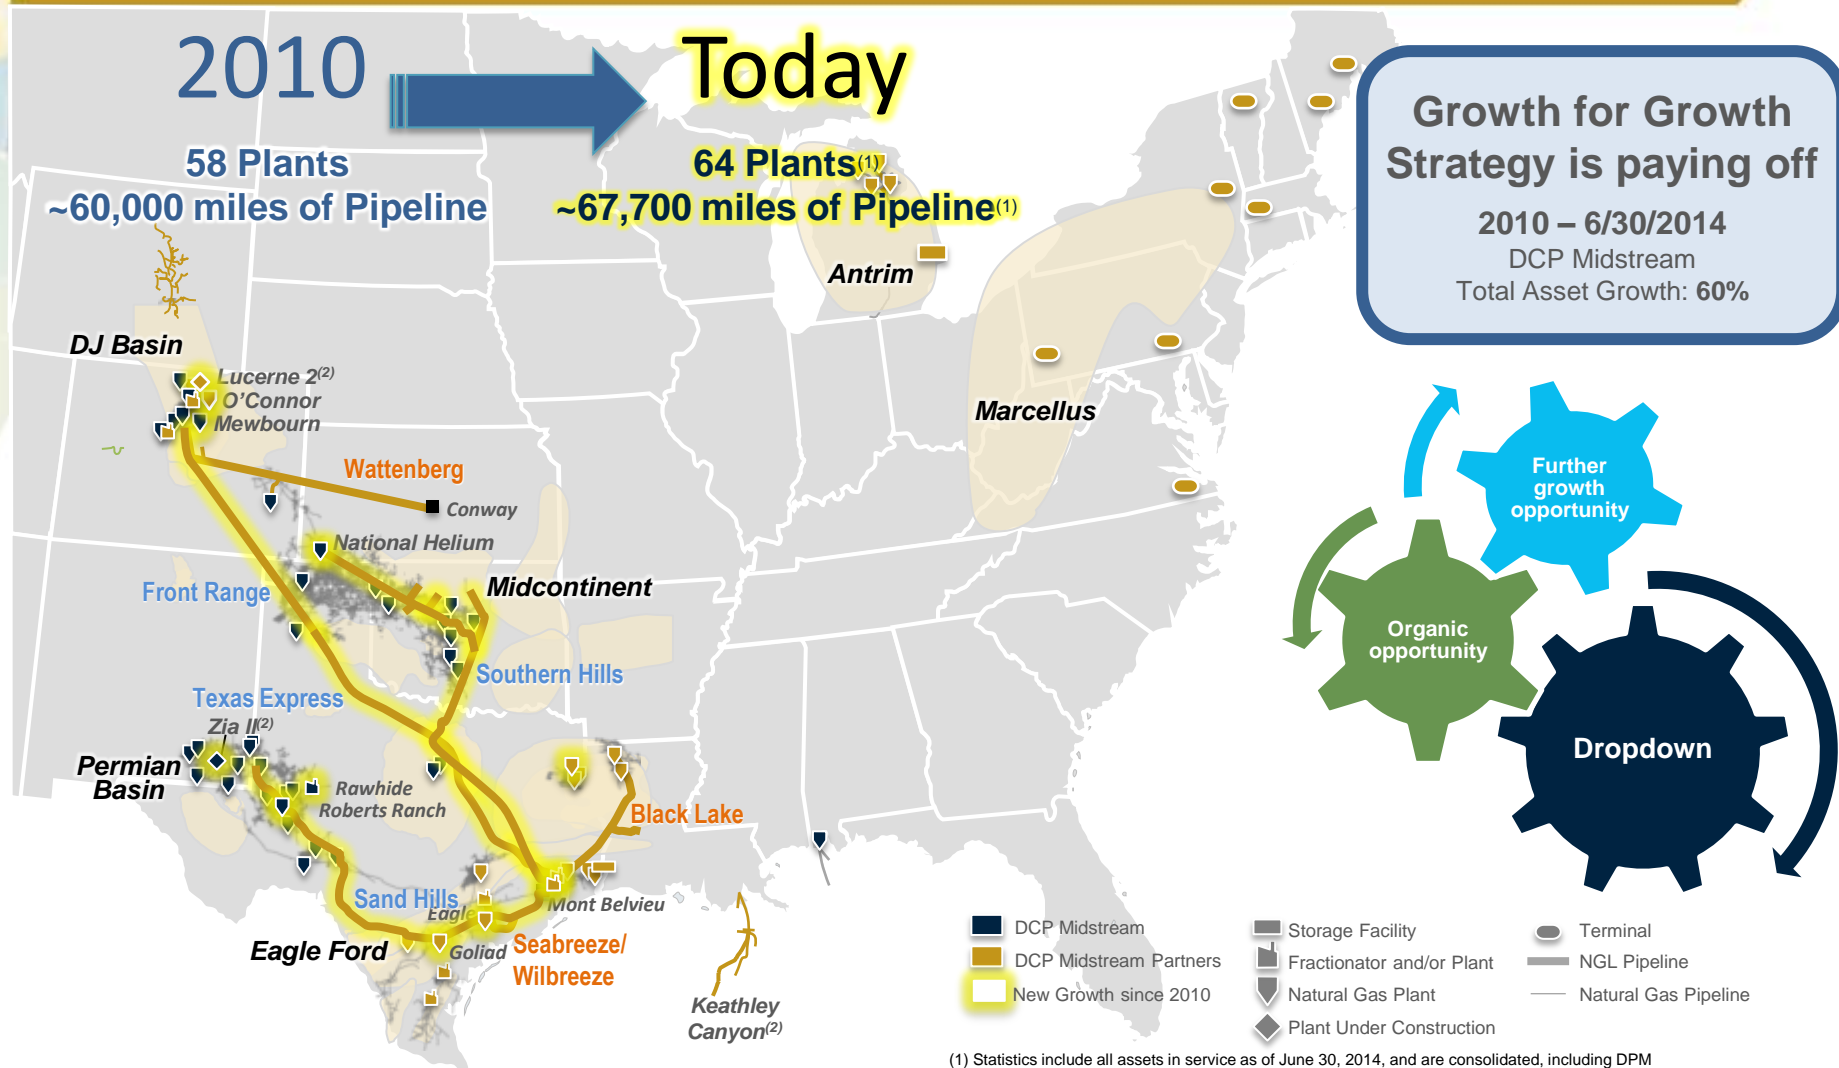 2010
Today
58 Plants
~60,000 miles of Pipeline
64 Plants(1)
~67,700 miles of Pipeline(1)
Growth for Growth
Strategy is paying off
2010 – 6/30/2014
DCP Midstream
Total Asset Growth: 60%
Antrim
DJ Basin
Lucerne 2(2)
O'Connor
Mewbourn
Marcellus
Wattenberg
Conway
National Helium
Front Range
Midcontinent
Southern Hills
Texas Express
Zia II(2)
Permian
Basin
Rawhide
Roberts Ranch
Black Lake
Sand Hills
Eagle
Mont Belvieu
Eagle Ford
Goliad
Seabreeze/
Wilbreeze
Keathley
Canyon(2)
Further
growth
opportunity
Organic
opportunity
Dropdown
DCP Midstream
DCP Midstream Partners
New Growth since 2010
Storage Facility
Fractionator and/or Plant
Natural Gas Plant
Plant Under Construction
Terminal
NGL Pipeline
Natural Gas Pipeline
(1) Statistics include all assets in service as of June 30, 2014, and are consolidated, including DPM